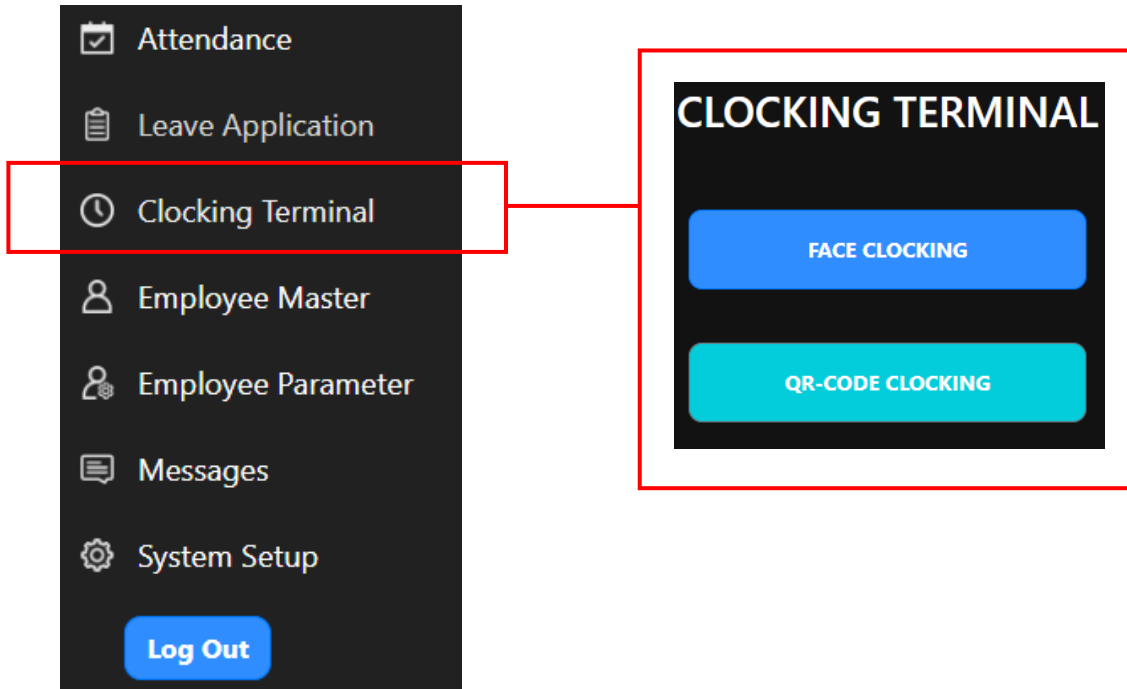 Attendance
Leave Application
Clocking Terminal
Employee Master
Employee Parameter
Messages
System Setup
Log Out
CLOCKING TERMINAL
FACE CLOCKING
QR-CODE CLOCKING